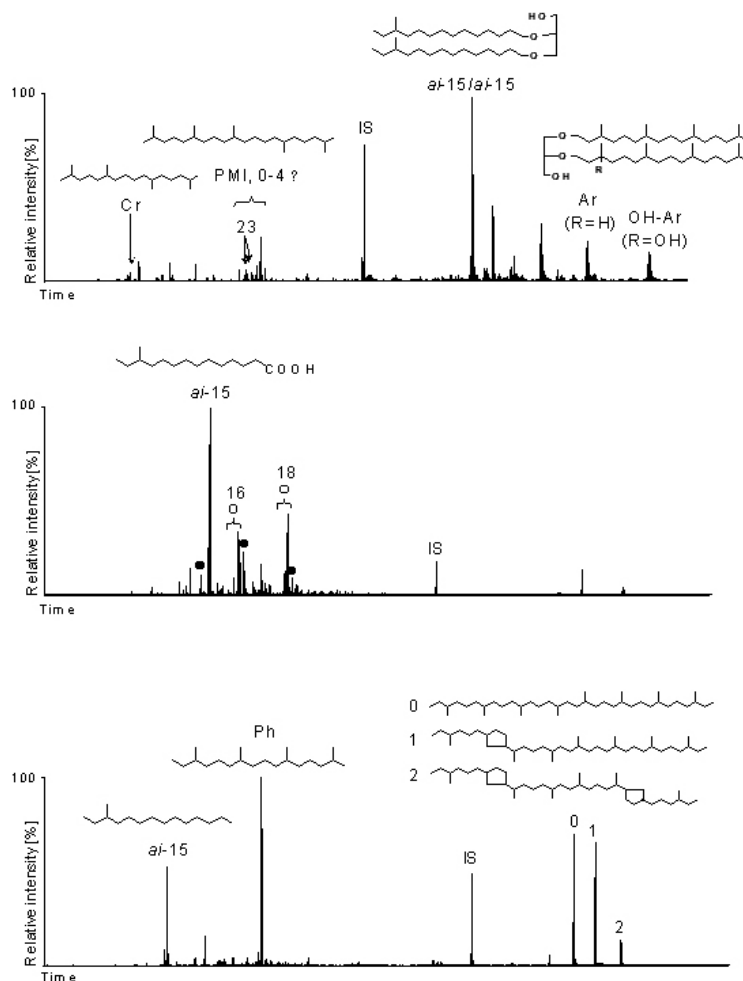 HO
O
O
ai-15/ai-15
100
IS
O
O
R
OH
PMI, 0-4 ?
Cr
23
Ar
(R=H)
OH-Ar
(R=OH)
Relative intensity[%]
Time
COOH
ai-15
100
18
O
16
O
IS
Relative intensity[%]
Time
0
1
2
Ph
100
ai-15
IS
0
1
2
Relative intensity[%]
Time